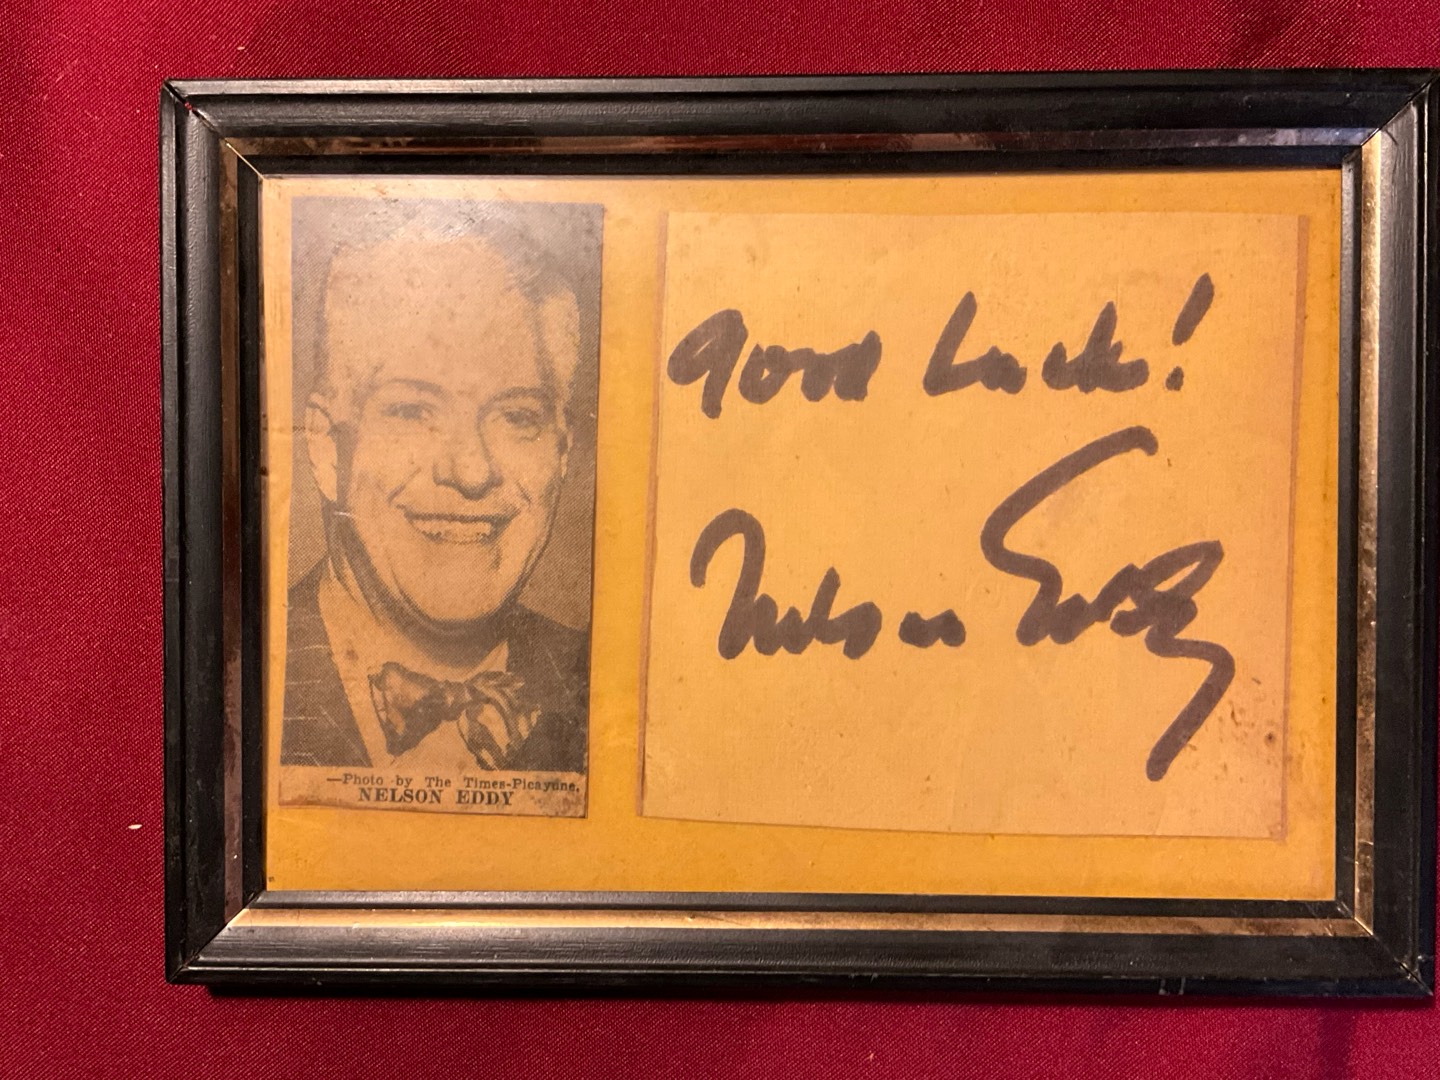 —Photo by The Times-Picayune.
NELSON EDDY
Good Luck!
Nelson Eddy